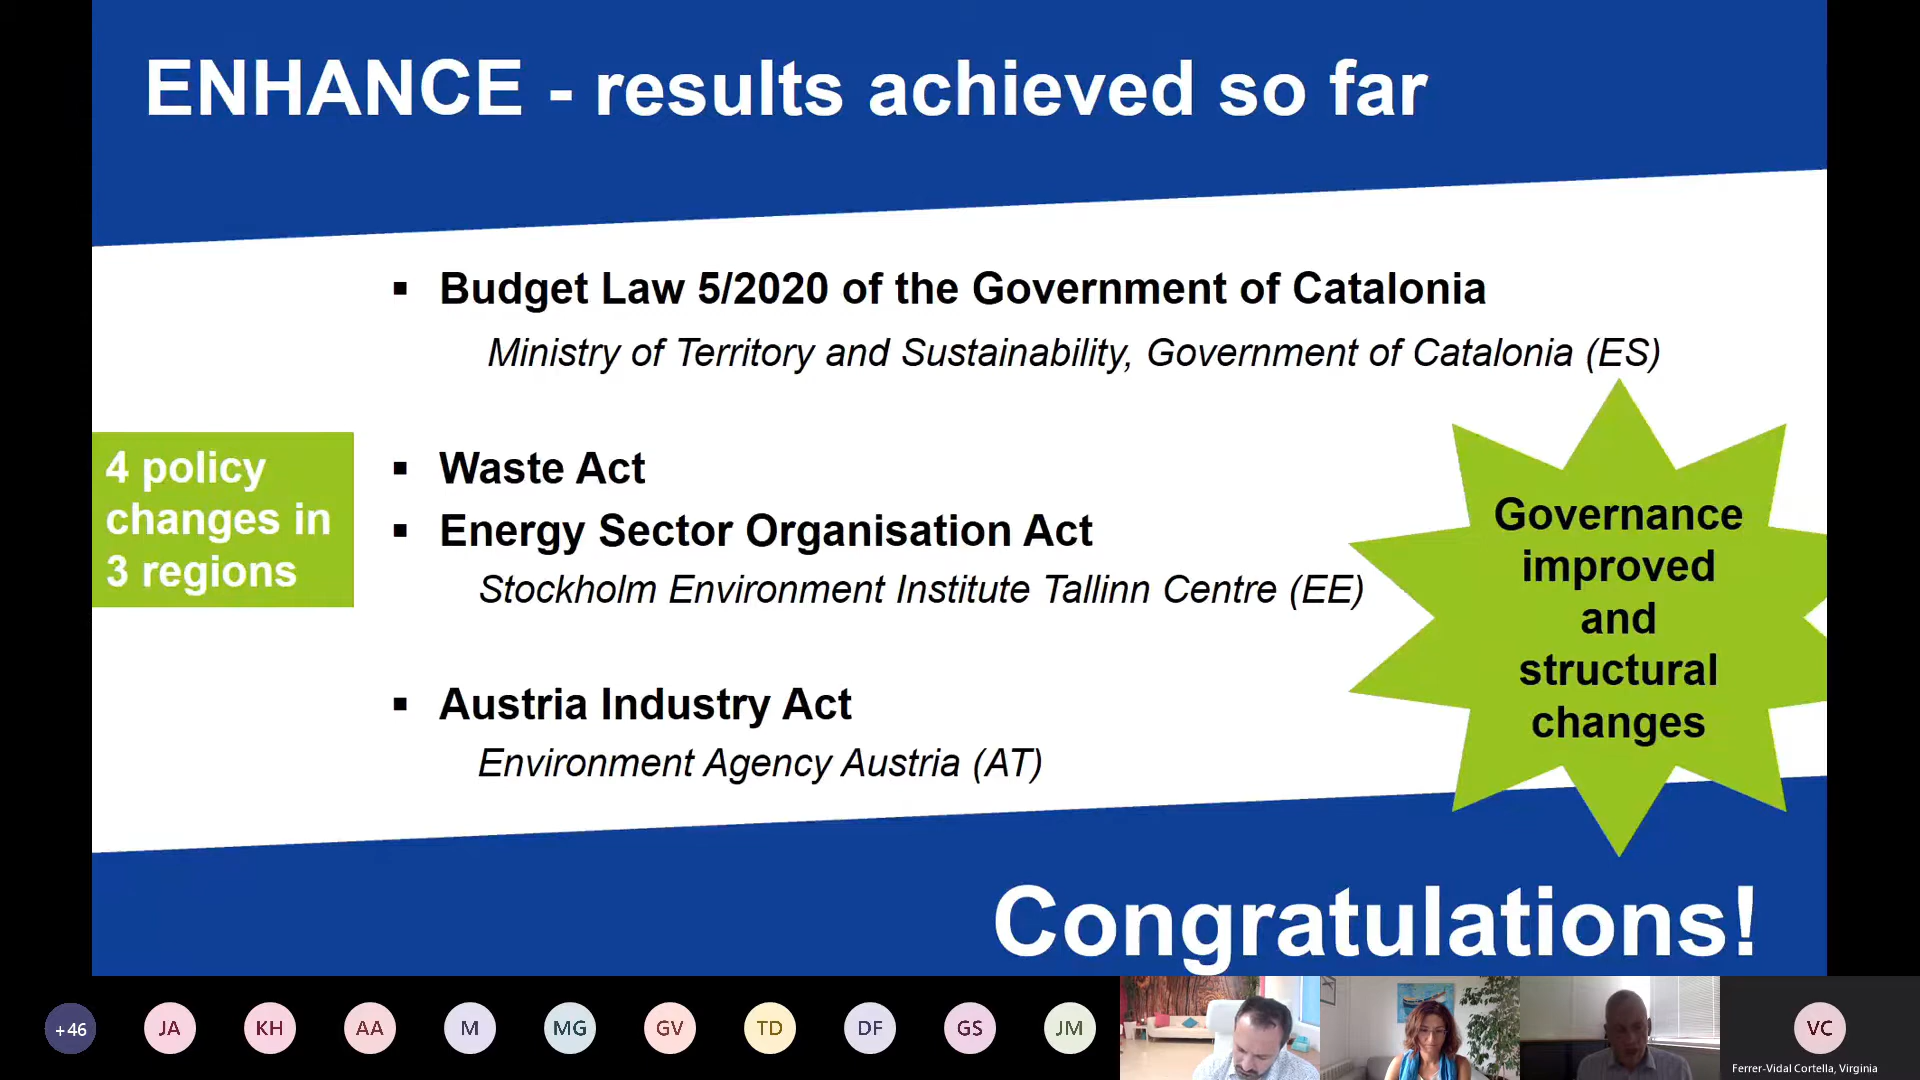 ENHANCE - results achieved so far
▪ Budget Law 5/2020 of the Government of Catalonia
Ministry of Territory and Sustainability, Government of Catalonia (ES)
4 policy
changes in
3 regions
▪ Waste Act
▪ Energy Sector Organisation Act
Stockholm Environment Institute Tallinn Centre (EE)
▪ Austria Industry Act
Environment Agency Austria (AT)
Governance
improved
and
structural
changes
Congratulations!
+46
JA
KH
AA
M
MG
GV
TD
DF
GS
JM
VC
Ferrer-Vidal Cortella, Virginia